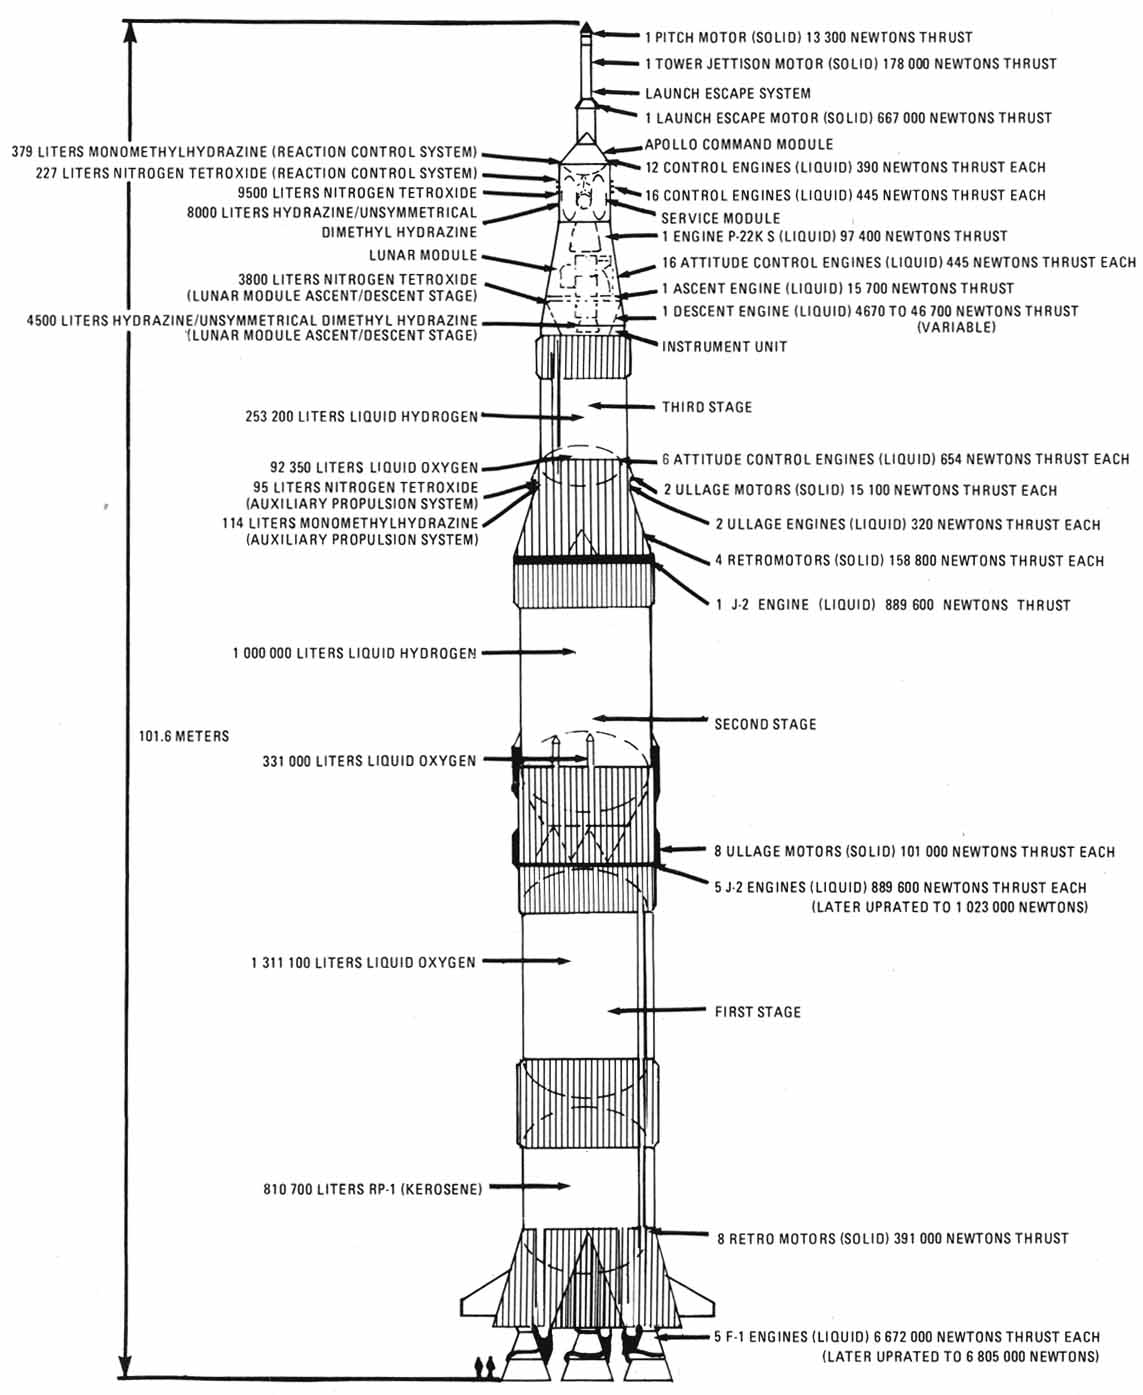 1 PITCH MOTOR (SOLID) 13 300 NEWTONS THRUST
1 TOWER JETTISON MOTOR (SOLID) 178 000 NEWTONS THRUST
LAUNCH ESCAPE SYSTEM
1 LAUNCH ESCAPE MOTOR (SOLID) 667 000 NEWTONS THRUST
APOLLO COMMAND MODULE
379 LITERS MONOMETHYLHYDRAZINE (REACTION CONTROL SYSTEM)
12 CONTROL ENGINES (LIQUID) 390 NEWTONS THRUST EACH
227 LITERS NITROGEN TETROXIDE (REACTION CONTROL SYSTEM)
9500 LITERS NITROGEN TETROXIDE
16 CONTROL ENGINES (LIQUID) 445 NEWTONS THRUST EACH
8000 LITERS HYDRAZINE/UNSYMMETRICAL
DIMETHYL HYDRAZINE
SERVICE MODULE
1 ENGINE P-22K S (LIQUID) 97 400 NEWTONS THRUST
LUNAR MODULE
16 ATTITUDE CONTROL ENGINES (LIQUID) 445 NEWTONS THRUST EACH
3800 LITERS NITROGEN TETROXIDE
(LUNAR MODULE ASCENT/DESCENT STAGE)
1 ASCENT ENGINE (LIQUID) 15 700 NEWTONS THRUST
4500 LITERS HYDRAZINE/UNSYMMETRICAL DIMETHYL HYDRAZINE
(LUNAR MODULE ASCENT/DESCENT STAGE)
1 DESCENT ENGINE (LIQUID) 4670 TO 46 700 NEWTONS THRUST
(VARIABLE)
INSTRUMENT UNIT
THIRD STAGE
253 200 LITERS LIQUID HYDROGEN
92 350 LITERS LIQUID OXYGEN
6 ATTITUDE CONTROL ENGINES (LIQUID) 654 NEWTONS THRUST EACH
95 LITERS NITROGEN TETROXIDE
(AUXILIARY PROPULSION SYSTEM)
2 ULLAGE MOTORS (SOLID) 15 100 NEWTONS THRUST EACH
114 LITERS MONOMETHYLHYDRAZINE
(AUXILIARY PROPULSION SYSTEM)
2 ULLAGE ENGINES (LIQUID) 320 NEWTONS THRUST EACH
4 RETROMOTORS (SOLID) 158 800 NEWTONS THRUST EACH
1 J-2 ENGINE (LIQUID) 889 600 NEWTONS THRUST
1 000 000 LITERS LIQUID HYDROGEN
SECOND STAGE
101.6 METERS
331 000 LITERS LIQUID OXYGEN
8 ULLAGE MOTORS (SOLID) 101 000 NEWTONS THRUST EACH
5 J-2 ENGINES (LIQUID) 889 600 NEWTONS THRUST EACH
(LATER UPRATED TO 1 023 000 NEWTONS)
1 311 100 LITERS LIQUID OXYGEN
FIRST STAGE
810 700 LITERS RP-1 (KEROSENE)
8 RETRO MOTORS (SOLID) 391 000 NEWTONS THRUST
5 F-1 ENGINES (LIQUID) 6 672 000 NEWTONS THRUST EACH
(LATER UPRATED TO 6 805 000 NEWTONS)